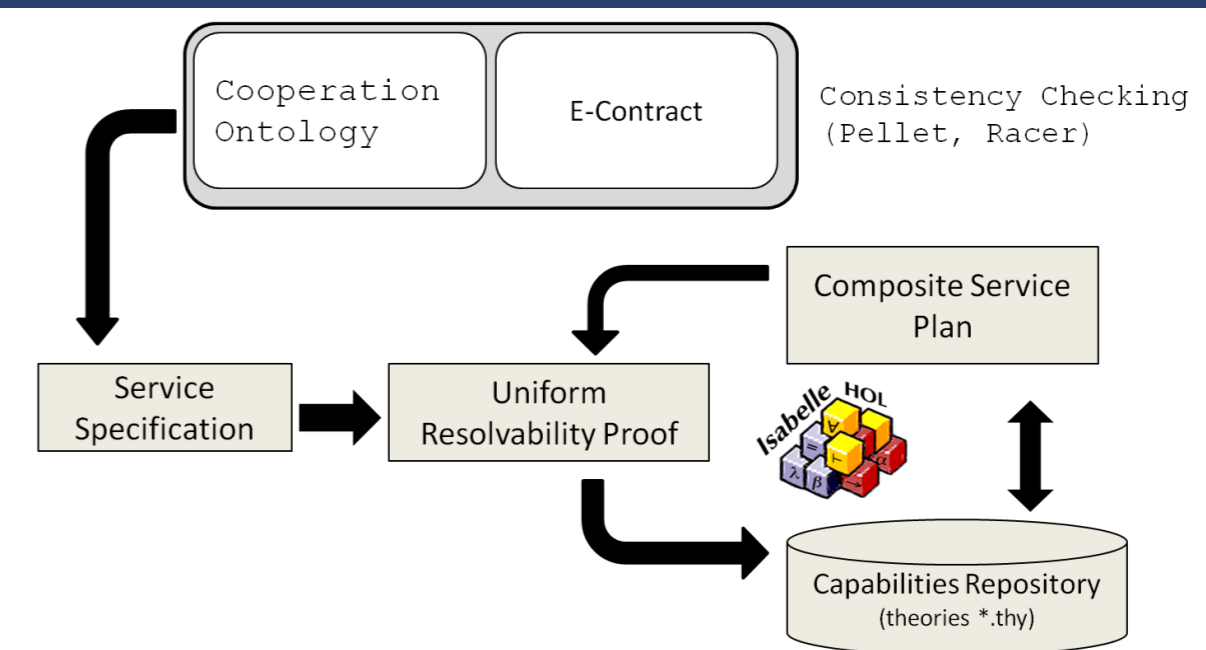 Cooperation
Ontology
E-Contract
Consistency Checking
(Pellet, Racer)
Composite Service
Plan
Service
Specification
Uniform
Resolvability Proof
Isabelle HOL
∀
=
⊢
α
λ
β
→
Capabilities Repository
(theories *.thy)